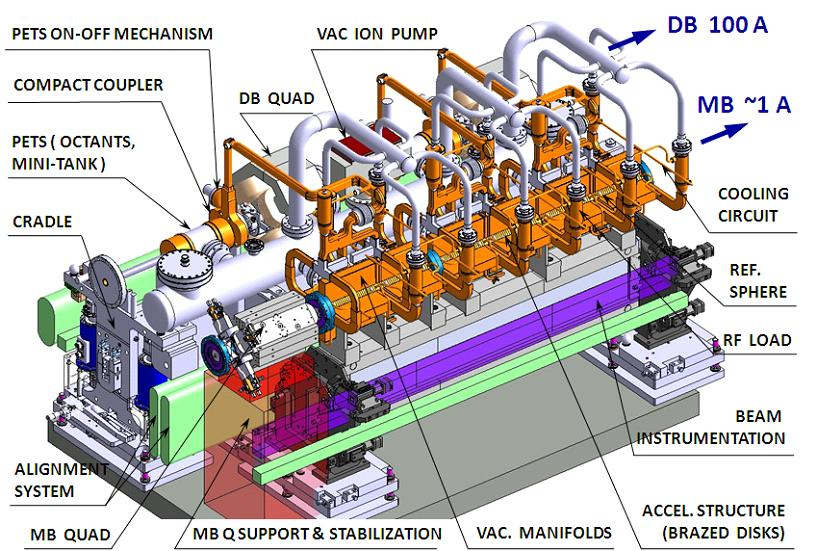 PETS ON-OFF MECHANISM
VAC ION PUMP
DB 100 A
COMPACT COUPLER
DB QUAD
MB ~1 A
PETS ( OCTANTS,
MINI-TANK )
COOLING
CIRCUIT
CRADLE
REF.
SPHERE
RF LOAD
BEAM
INSTRUMENTATION
ALIGNMENT
SYSTEM
ACCEL. STRUCTURE
(BRAZED DISKS)
MB QUAD
MB Q SUPPORT & STABILIZATION
VAC. MANIFOLDS